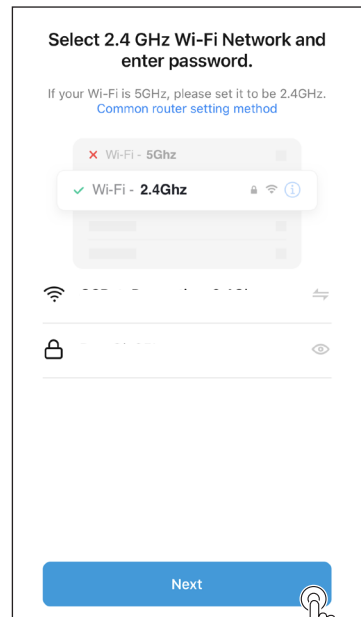 Select 2.4 GHz Wi-Fi Network and
enter password.
If your Wi-Fi is 5GHz, please set it to be 2.4GHz.
Common router setting method
Wi-Fi - 5Ghz
Wi-Fi - 2.4Ghz
Next